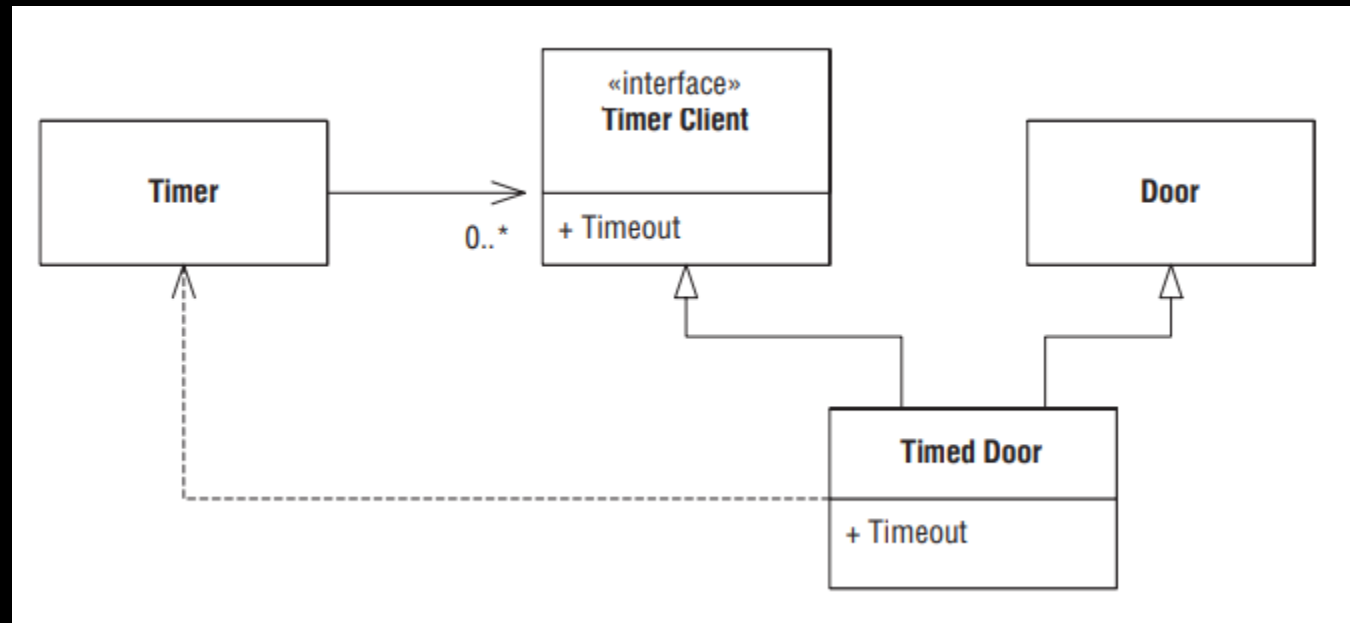 «interface»
Timer Client
Timer
Door
0..*
+ Timeout
Timed Door
+ Timeout